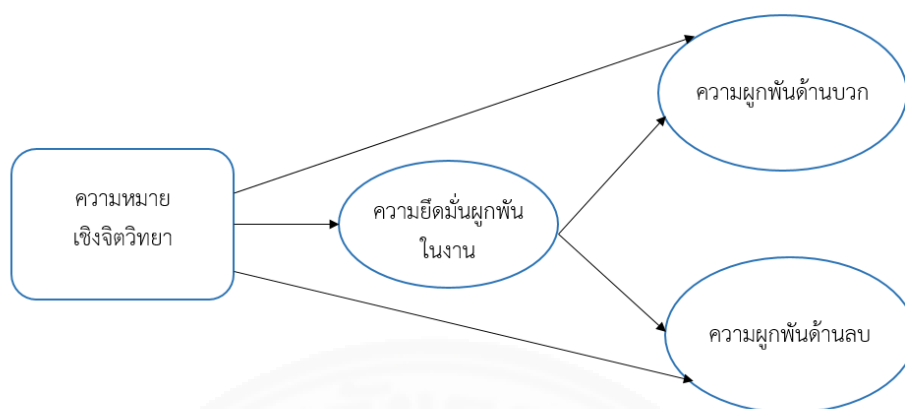 ความผูกพันด้านบวก
ความหมาย
เชิงจิตวิทยา
ความยึดมั่นผูกพัน
ในงาน
ความผูกพันด้านลบ